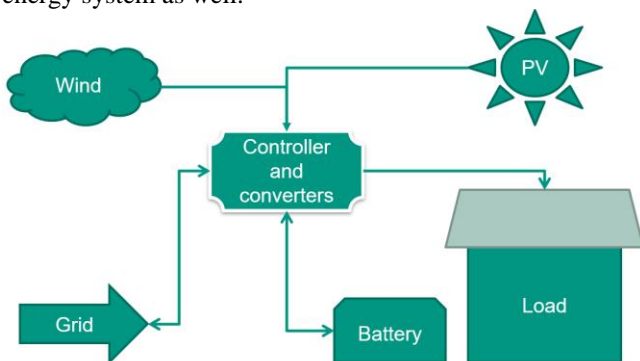 energy system as well.
Wind
PV
Controller
and
converters
Grid
Battery
Load